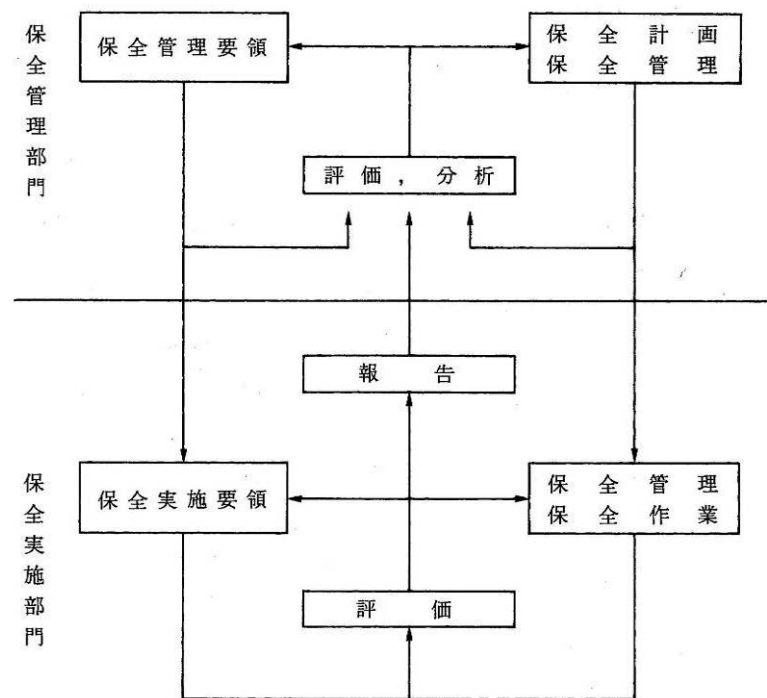 保全管理部門
保全管理要領
保全計画
保全管理
評価，分析
報告
保全実施部門
保全実施要領
保全管理
保全作業
評価